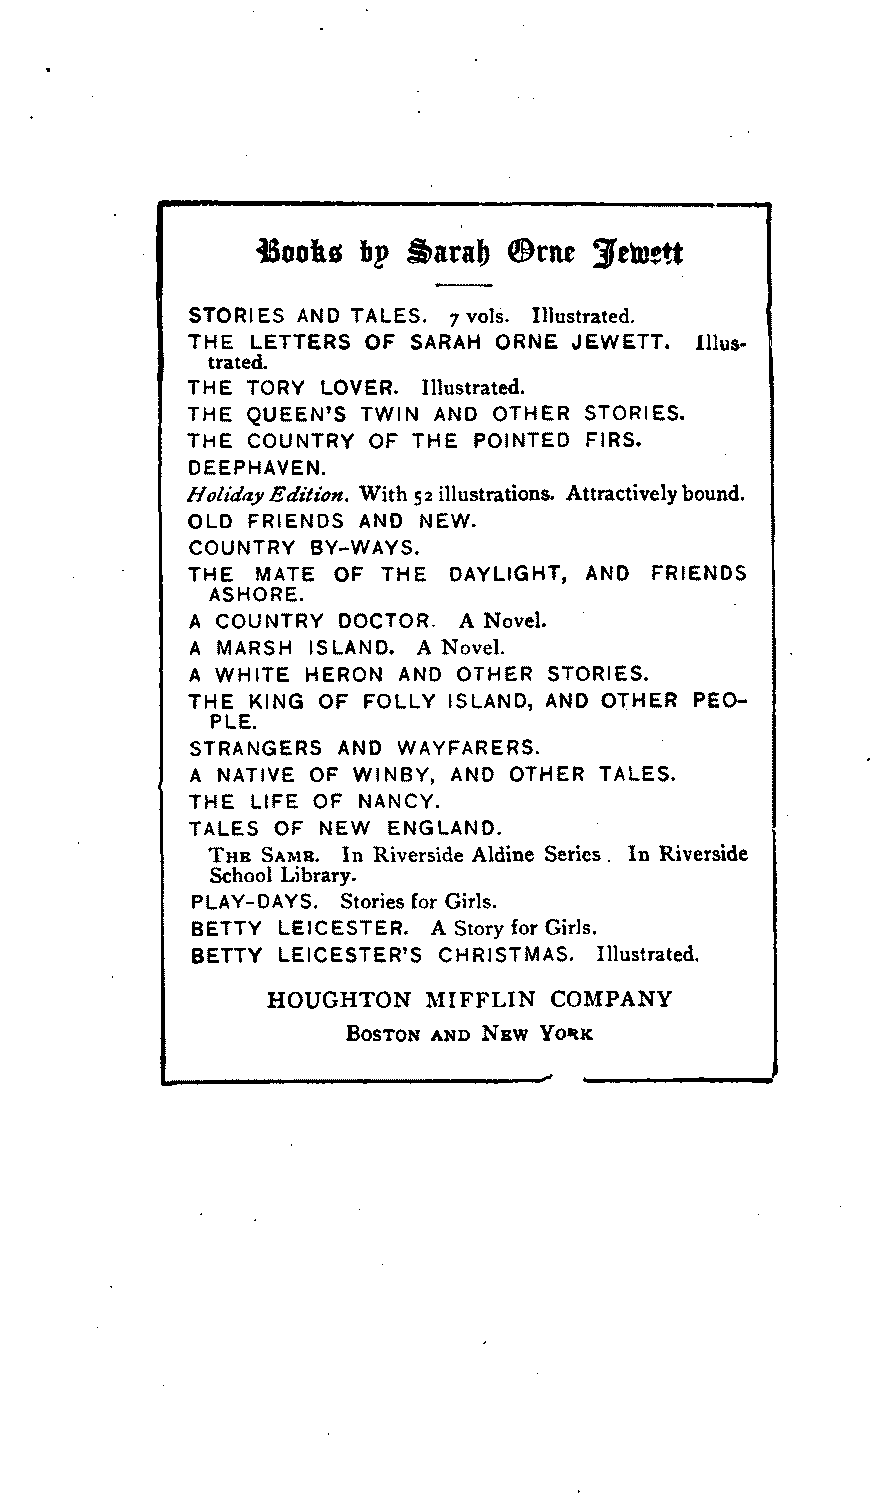 Books by Sarah Orne Jewett
STORIES AND TALES. 7 vols. Illustrated.
THE LETTERS OF SARAH ORNE JEWETT. Illus-
trated.
THE TORY LOVER. Illustrated.
THE QUEEN'S TWIN AND OTHER STORIES.
THE COUNTRY OF THE POINTED FIRS.
DEEPHAVEN.
Holiday Edition. With 52 illustrations. Attractively bound.
OLD FRIENDS AND NEW.
COUNTRY BY-WAYS.
THE MATE OF THE DAYLIGHT, AND FRIENDS
ASHORE.
A COUNTRY DOCTOR. A Novel.
A MARSH ISLAND. A Novel.
A WHITE HERON AND OTHER STORIES.
THE KING OF FOLLY ISLAND, AND OTHER PEO-
PLE.
STRANGERS AND WAYFARERS.
A NATIVE OF WINBY, AND OTHER TALES.
THE LIFE OF NANCY.
TALES OF NEW ENGLAND.
THE SAME. In Riverside Aldine Series. In Riverside
School Library.
PLAY-DAYS. Stories for Girls.
BETTY LEICESTER. A Story for Girls.
BETTY LEICESTER'S CHRISTMAS. Illustrated.
HOUGHTON MIFFLIN COMPANY
BOSTON AND NEW YORK